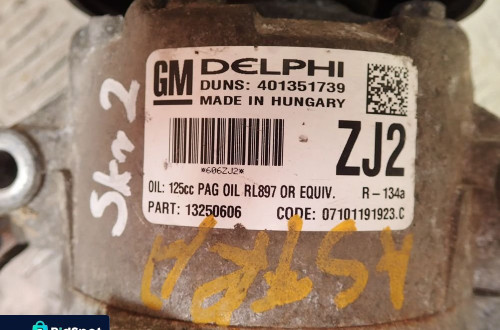 GM DELPHI
DUNS: 401351739
MADE IN HUNGARY
*606ZJ2*
ZJ2
OIL: 125cc PAG OIL RL897 OR EQUIV. R-134a
PART: 13250606 CODE: 07101191923.C
ASTRA
BidSpot